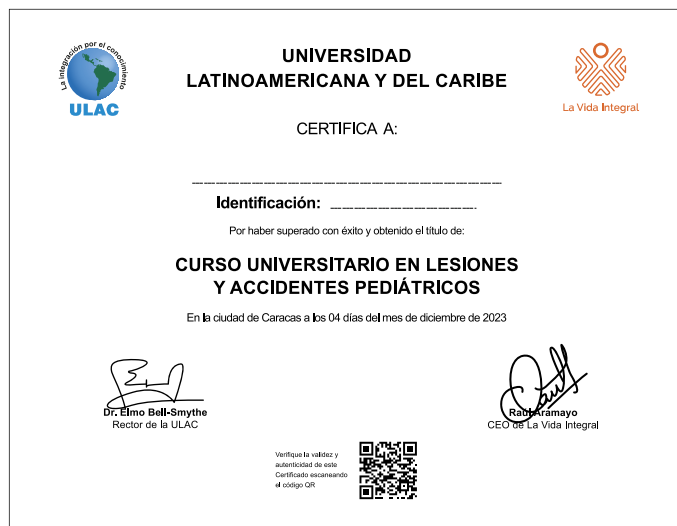 La integración por el conocimiento
ULAC
UNIVERSIDAD
LATINOAMERICANA Y DEL CARIBE
La Vida Integral
CERTIFICA A:
Identificación:
Por haber superado con éxito y obtenido el título de:
CURSO UNIVERSITARIO EN LESIONES
Y ACCIDENTES PEDIÁTRICOS
En la ciudad de Caracas a los 04 días del mes de diciembre de 2023
Dr. Elmo Bell-Smythe
Rector de la ULAC
Raúl Aramayo
CEO de La Vida Integral
Verifique la validez y
autenticidad de este
Certificado escaneando
el código QR